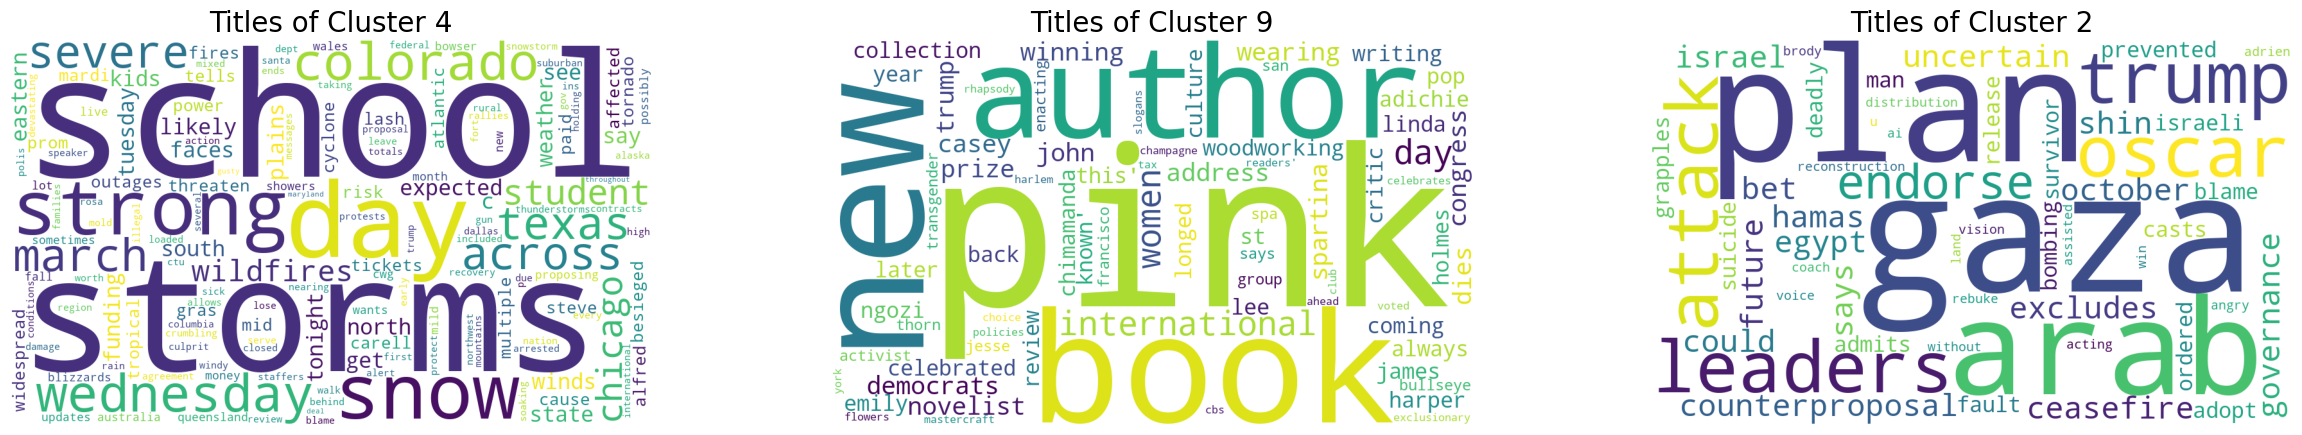 Titles of Cluster 4
severe
fires
wales
federal
bowser
snowstorm
dept
mixed
santa
ends
colorado
suburban
taking
affected
eastern
mardi
kids
tells
see
ins
gov
holding
possibly
school
devastating
live
power
plains
lash
proposal
atlantic
weather
paid
rural
rallies
fort
tornado
likely
action
cyclone
leave
totals
new
say
tuesday
prom
faces
messages
alaska
polis
speaker
guilty
month
throughout
outages
threaten
showers
maryland
risk
expected
student
lot
rosa
families
several
strong
day
protests
trump
c
gun
included
thunderstorms
contracts
texas
high
mold
illegal
dallas
sometimes
loaded
south
march
across
wildfires
tickets
ctu
cwg
recovery
proposing
fall
worth
nearing
due
region
sick
allows
lose
wants
early
steve
every
besieged
storms
widespread
conditions
funding
tropical
gras
columbia
crumbling
culprit
mid
serve
closed
tonight
north
carell
get
first
protect
mild
northwest
mountains
multiple
nation
arrested
chicago
international
alfred
damage
rain
windy
alert
blizzards
agreement
money
staffers
walk
behind
deal
blame
wednesday
snow
soaking
winds
cause
state
updates
australia
queensland
review
Titles of Cluster 9
collection
winning
wearing
writing
year
trump
rhapsody
enacting
san
culture
slogans
pop
adichie
author
new
linda
casey
john
champagne
woodworking
readers'
critic
day
congress
prize
harlem
this'
tax
address
celebrates
transgender
women
chimamanda
known'
francisco
longed
spa
st
says
spartina
club
holmes
dies
pink
back
later
group
ahead
voted
ngozi
lee
thorn
choice
policies
international
coming
activist
jesse
review
always
york
celebrated
book
james
democrats
bullseye
emily
novelist
cbs
harper
flowers
mastercraft
exclusionary
Titles of Cluster 2
israel
brody
uncertain
prevented
adrien
plan
man
trump
deadly
distribution
u
ai
release
shin
israeli
oscar
grapples
attack
reconstruction
survivor
bet
endorse
october
blame
suicide
hamas
egypt
future
vision
land
bombing
assisted
win
casts
coach
gaza
voice
says
rebuke
excludes
angry
governance
could
admits
without
acting
ordered
leaders
arab
counterproposal
fault
ceasefire
adopt